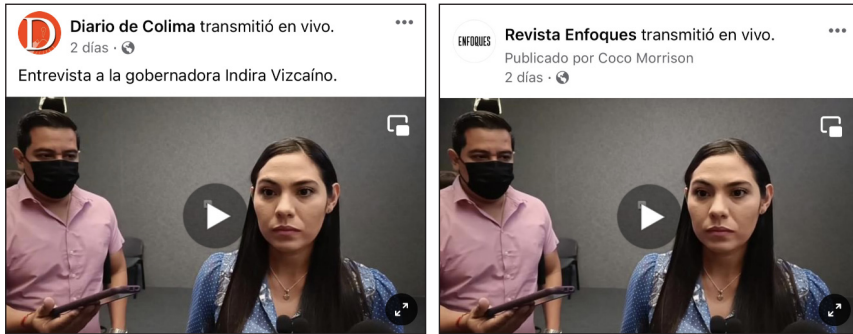 Diario de Colima transmitió en vivo.
2 días ·
Entrevista a la gobernadora Indira Vizcaíno.
ENFOQUES
Revista Enfoques transmitió en vivo.
Publicado por Coco Morrison
2 días ·